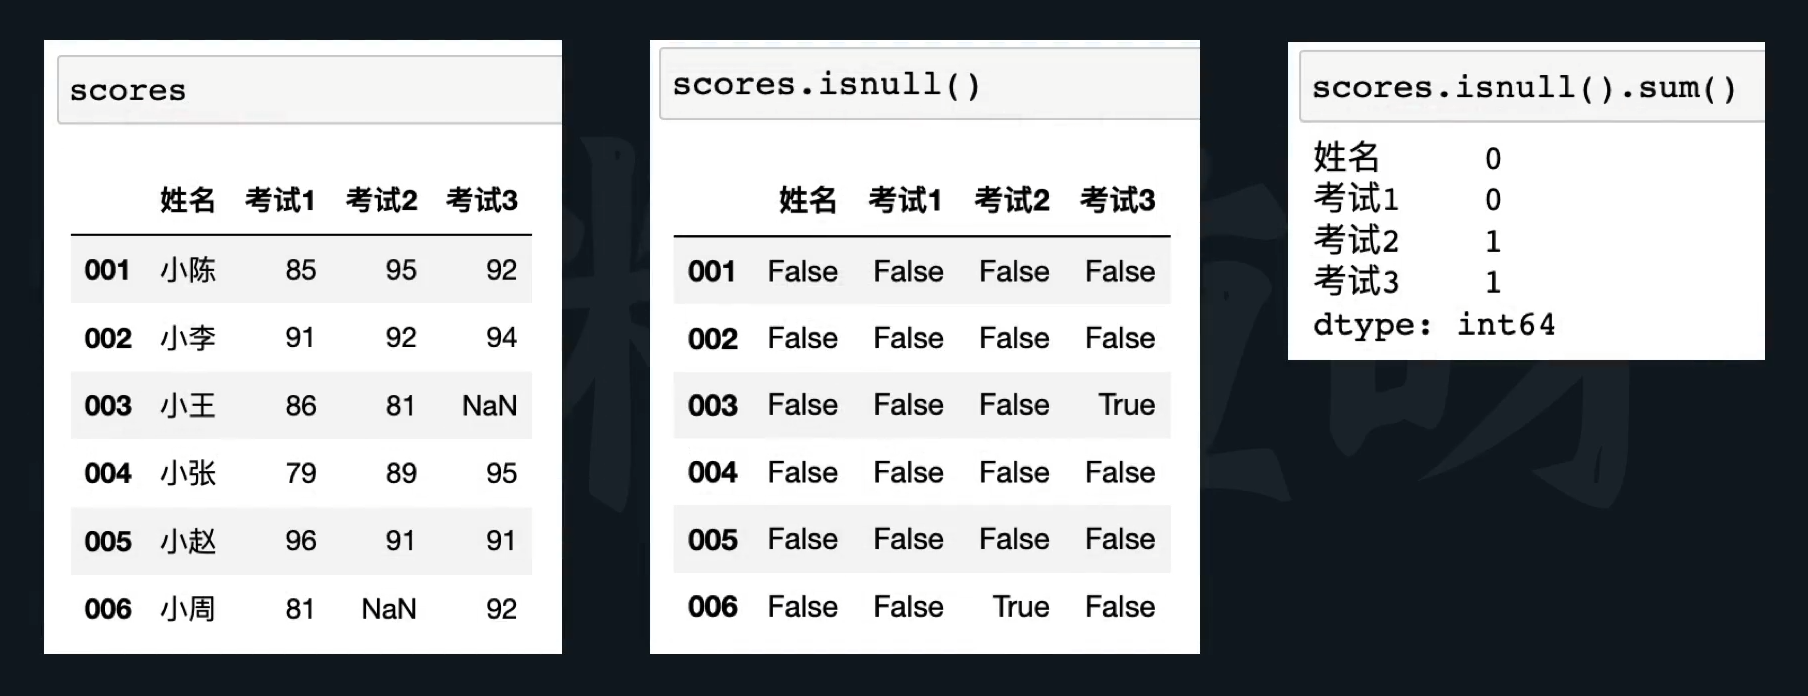 scores
姓名 考试1 考试2 考试3
001 小陈 85 95 92
002 小李 91 92 94
003 小王 86 81 NaN
004 小张 79 89 95
005 小赵 96 91 91
006 小周 81 NaN 92
scores.isnull()
姓名 考试1 考试2 考试3
001 False False False False
002 False False False False
003 False False False True
004 False False False False
005 False False False False
006 False False True False
scores.isnull().sum()
姓名 0
考试1 0
考试2 1
考试3 1
dtype: int64